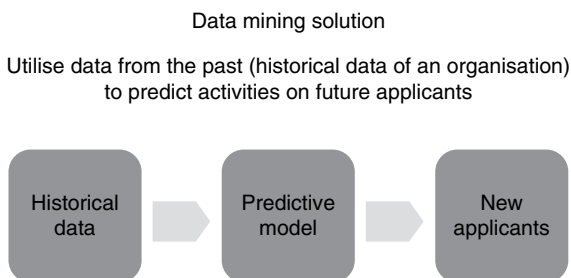 Data mining solution
Utilise data from the past (historical data of an organisation)
to predict activities on future applicants
Historical
data
Predictive
model
New
applicants